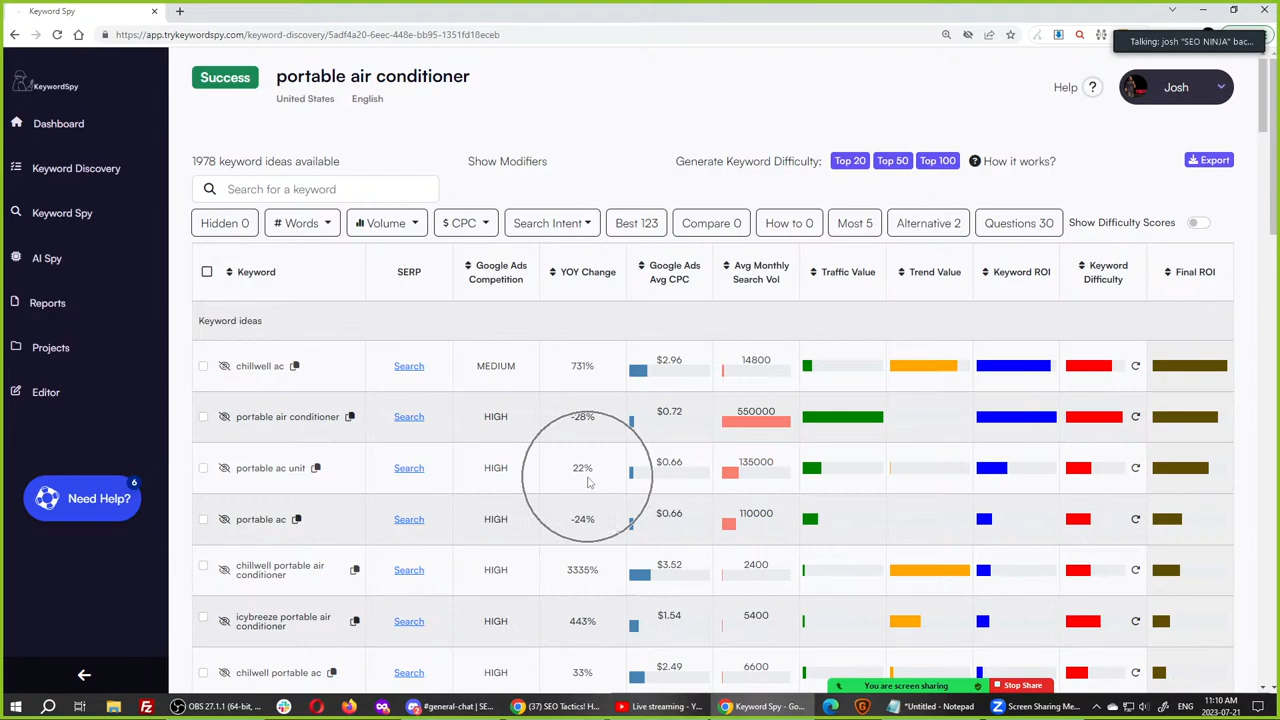 Keyword Spy
https://app.trykeywordspy.com/keyword-discovery/5adf4a20-6eec-448e-bb95-1351fd18eceb
Talking: josh "SEO NINJA" bac...
KeywordSpy
Success
portable air conditioner
United States
English
Help ?
Josh
Dashboard
Keyword Discovery
Keyword Spy
AI Spy
Reports
Projects
Editor
6
Need Help?
1978 keyword ideas available
Show Modifiers
Generate Keyword Difficulty: Top 20 Top 50 Top 100 ? How it works?
Export
Search for a keyword
Hidden 0 # Words Volume $ CPC Search Intent Best 123 Compare 0 How to 0 Most 5 Alternative 2 Questions 30 Show Difficulty Scores
Keyword SERP Google Ads Competition YOY Change Google Ads Avg CPC Avg Monthly Search Vol Traffic Value Trend Value Keyword ROI Keyword Difficulty Final ROI
Keyword ideas
chillwell ac Search MEDIUM 731% $2.96 14800
portable air conditioner Search HIGH -28% $0.72 550000
portable ac unit Search HIGH 22% $0.66 135000
portable ac Search HIGH -24% $0.66 110000
chillwell portable air conditioner Search HIGH 3335% $3.52 2400
icybreeze portable air conditioner Search HIGH 443% $1.54 5400
chilwell portable ac Search HIGH 33% $2.49 6600
You are screen sharing
Stop Share
OBS 27.1.1 (64-bit, ...
#general-chat | SE...
(37) SEO TacticS H...
Live streaming - Y...
Keyword Spy - Go...
*Untitled - Notepad
Screen Sharing Me...
11:10 AM
2023-07-21